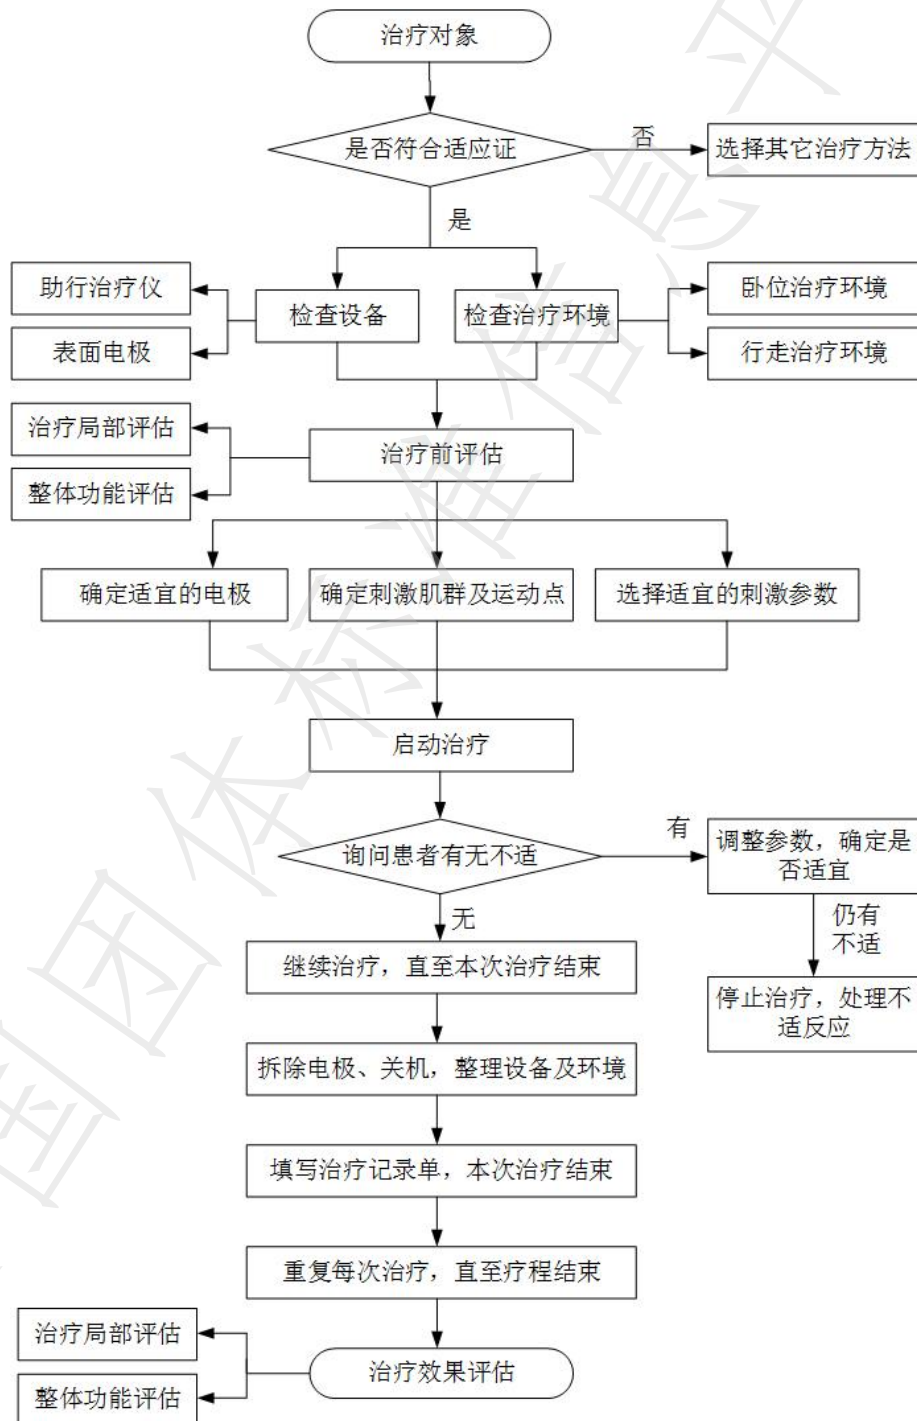 治疗对象
是否符合适应证
否
选择其它治疗方法
是
助行治疗仪
表面电极
检查设备
检查治疗环境
卧位治疗环境
行走治疗环境
治疗局部评估
整体功能评估
治疗前评估
确定适宜的电极
确定刺激肌群及运动点
选择适宜的刺激参数
启动治疗
询问患者有无不适
有
调整参数，确定是
否适宜
仍有
不适
停止治疗，处理不
适反应
无
继续治疗，直至本次治疗结束
拆除电极、关机，整理设备及环境
填写治疗记录单，本次治疗结束
重复每次治疗，直至疗程结束
治疗局部评估
整体功能评估
治疗效果评估
国团体标准信息平